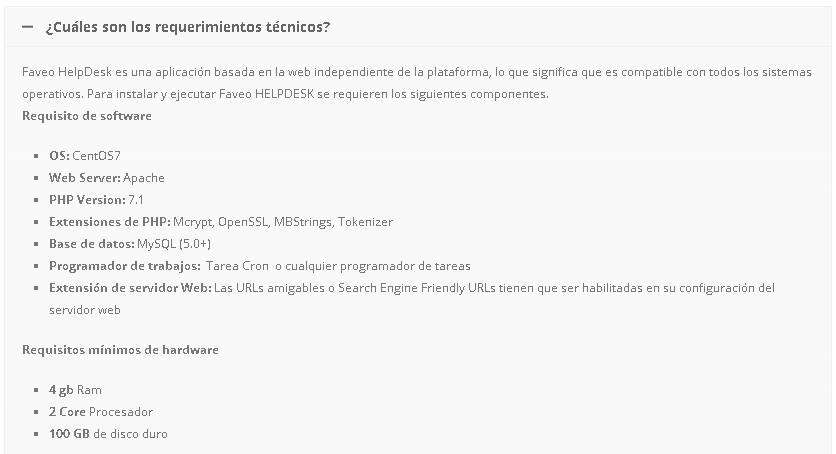 ¿Cuáles son los requerimientos técnicos?
Faveo HelpDesk es una aplicación basada en la web independiente de la plataforma, lo que significa que es compatible con todos los sistemas
operativos. Para instalar y ejecutar Faveo HELPDESK se requieren los siguientes componentes.
Requisito de software
OS: CentOS7
Web Server: Apache
PHP Version: 7.1
Extensiones de PHP: Mcrypt, OpenSSL, MBStrings, Tokenizer
Base de datos: MySQL (5.0+)
Programador de trabajos: Tarea Cron o cualquier programador de tareas
Extensión de servidor Web: Las URLs amigables o Search Engine Friendly URLs tienen que ser habilitadas en su configuración del
servidor web
Requisitos mínimos de hardware
4 gb Ram
2 Core Procesador
100 GB de disco duro